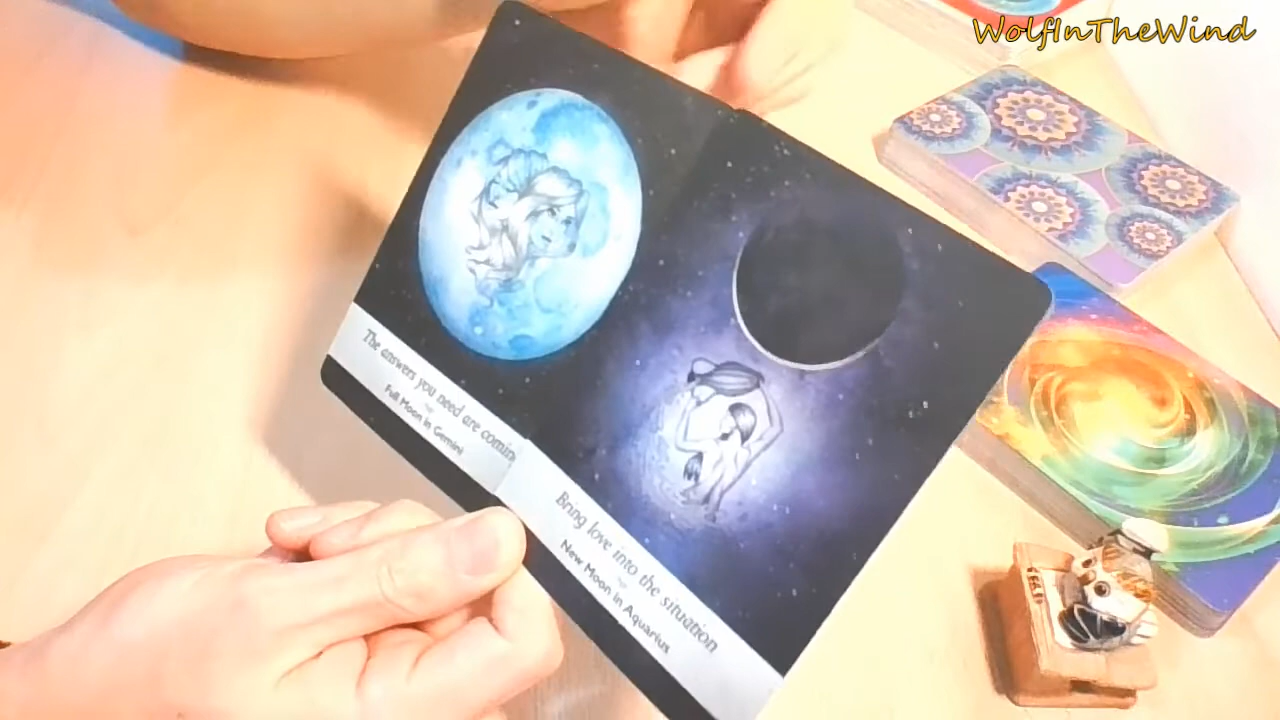 WolfInTheWind
The answers you need are coming
Full Moon in Gemini
Bring love into the situation
New Moon in Aquarius